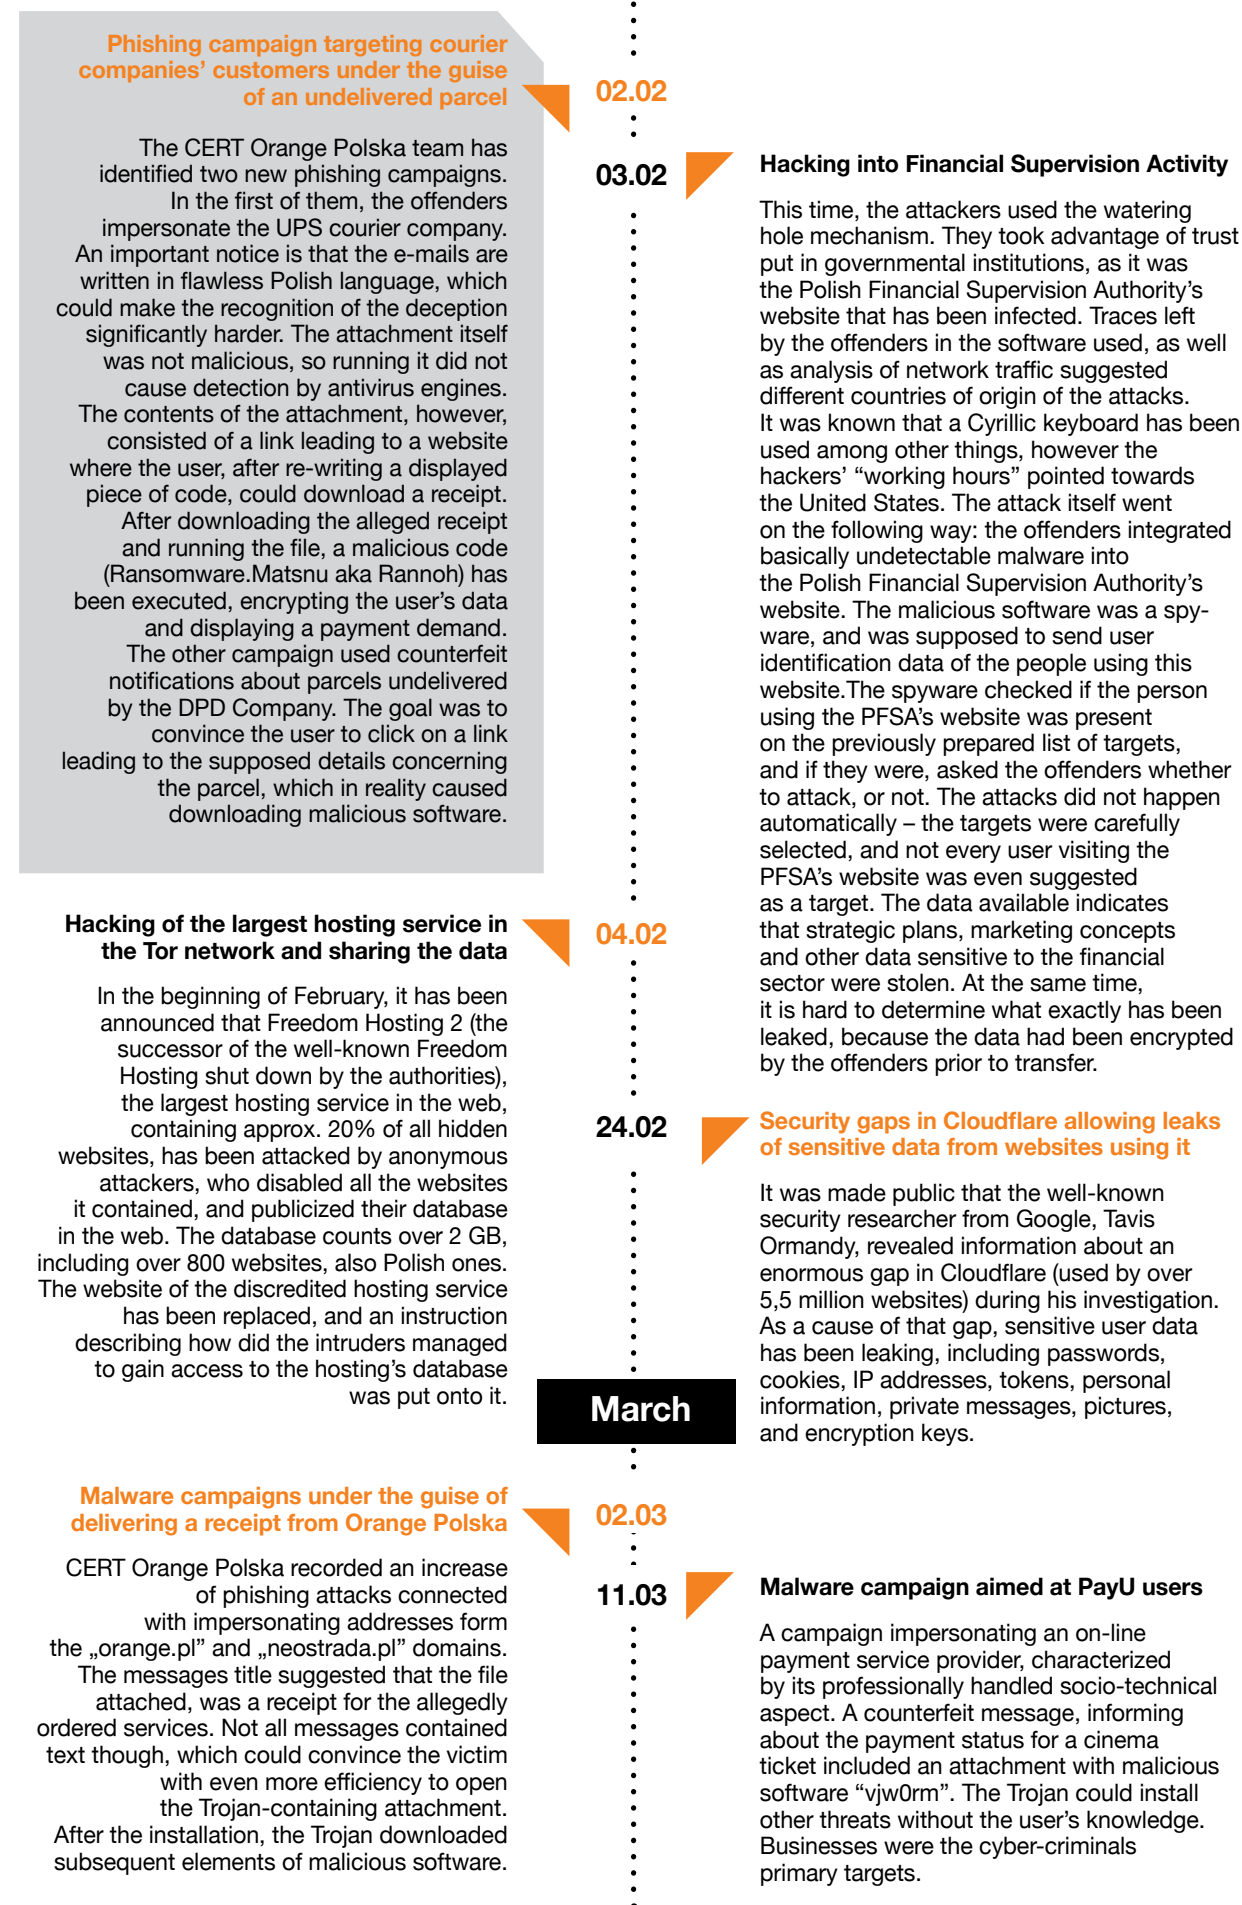 Phishing campaign targeting courier
companies’ customers under the guise
of an undelivered parcel
02.02
The CERT Orange Polska team has
identified two new phishing campaigns.
In the first of them, the offenders
impersonate the UPS courier company.
An important notice is that the e-mails are
written in flawless Polish language, which
could make the recognition of the deception
significantly harder. The attachment itself
was not malicious, so running it did not
cause detection by antivirus engines.
The contents of the attachment, however,
consisted of a link leading to a website
where the user, after re-writing a displayed
piece of code, could download a receipt.
After downloading the alleged receipt
and running the file, a malicious code
(Ransomware.Matsnu aka Rannoh) has
been executed, encrypting the user’s data
and displaying a payment demand.
The other campaign used counterfeit
notifications about parcels undelivered
by the DPD Company. The goal was to
convince the user to click on a link
leading to the supposed details concerning
the parcel, which in reality caused
downloading malicious software.
03.02
Hacking into Financial Supervision Activity
This time, the attackers used the watering
hole mechanism. They took advantage of trust
put in governmental institutions, as it was
the Polish Financial Supervision Authority’s
website that has been infected. Traces left
by the offenders in the software used, as well
as analysis of network traffic suggested
different countries of origin of the attacks.
It was known that a Cyrillic keyboard has been
used among other things, however the
hackers’ “working hours” pointed towards
the United States. The attack itself went
on the following way: the offenders integrated
basically undetectable malware into
the Polish Financial Supervision Authority’s
website. The malicious software was a spy-
ware, and was supposed to send user
identification data of the people using this
website.The spyware checked if the person
using the PFSA’s website was present
on the previously prepared list of targets,
and if they were, asked the offenders whether
to attack, or not. The attacks did not happen
automatically – the targets were carefully
selected, and not every user visiting the
PFSA’s website was even suggested
as a target. The data available indicates
that strategic plans, marketing concepts
and other data sensitive to the financial
sector were stolen. At the same time,
it is hard to determine what exactly has been
leaked, because the data had been encrypted
by the offenders prior to transfer.
Hacking of the largest hosting service in
the Tor network and sharing the data
04.02
In the beginning of February, it has been
announced that Freedom Hosting 2 (the
successor of the well-known Freedom
Hosting shut down by the authorities),
the largest hosting service in the web,
containing approx. 20% of all hidden
websites, has been attacked by anonymous
attackers, who disabled all the websites
it contained, and publicized their database
in the web. The database counts over 2 GB,
including over 800 websites, also Polish ones.
The website of the discredited hosting service
has been replaced, and an instruction
describing how did the intruders managed
to gain access to the hosting’s database
was put onto it.
24.02
Security gaps in Cloudflare allowing leaks
of sensitive data from websites using it
It was made public that the well-known
security researcher from Google, Tavis
Ormandy, revealed information about an
enormous gap in Cloudflare (used by over
5,5 million websites) during his investigation.
As a cause of that gap, sensitive user data
has been leaking, including passwords,
cookies, IP addresses, tokens, personal
information, private messages, pictures,
and encryption keys.
March
Malware campaigns under the guise of
delivering a receipt from Orange Polska
02.03
CERT Orange Polska recorded an increase
of phishing attacks connected
with impersonating addresses form
the „orange.pl” and „neostrada.pl” domains.
The messages title suggested that the file
attached, was a receipt for the allegedly
ordered services. Not all messages contained
text though, which could convince the victim
with even more efficiency to open
the Trojan-containing attachment.
After the installation, the Trojan downloaded
subsequent elements of malicious software.
11.03
Malware campaign aimed at PayU users
A campaign impersonating an on-line
payment service provider, characterized
by its professionally handled socio-technical
aspect. A counterfeit message, informing
about the payment status for a cinema
ticket included an attachment with malicious
software “vjw0rm”. The Trojan could install
other threats without the user’s knowledge.
Businesses were the cyber-criminals
primary targets.